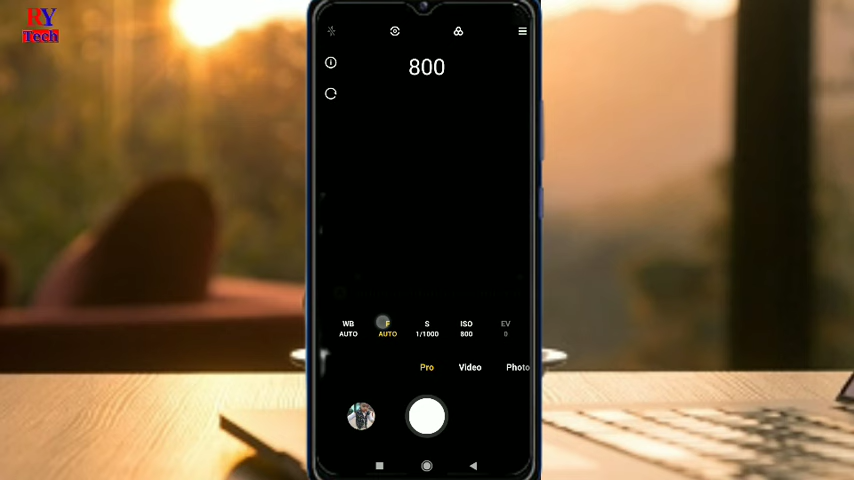 RY
Tech
800
WB F S ISO EV
AUTO AUTO 1/1000 800 0
Pro Video Photo